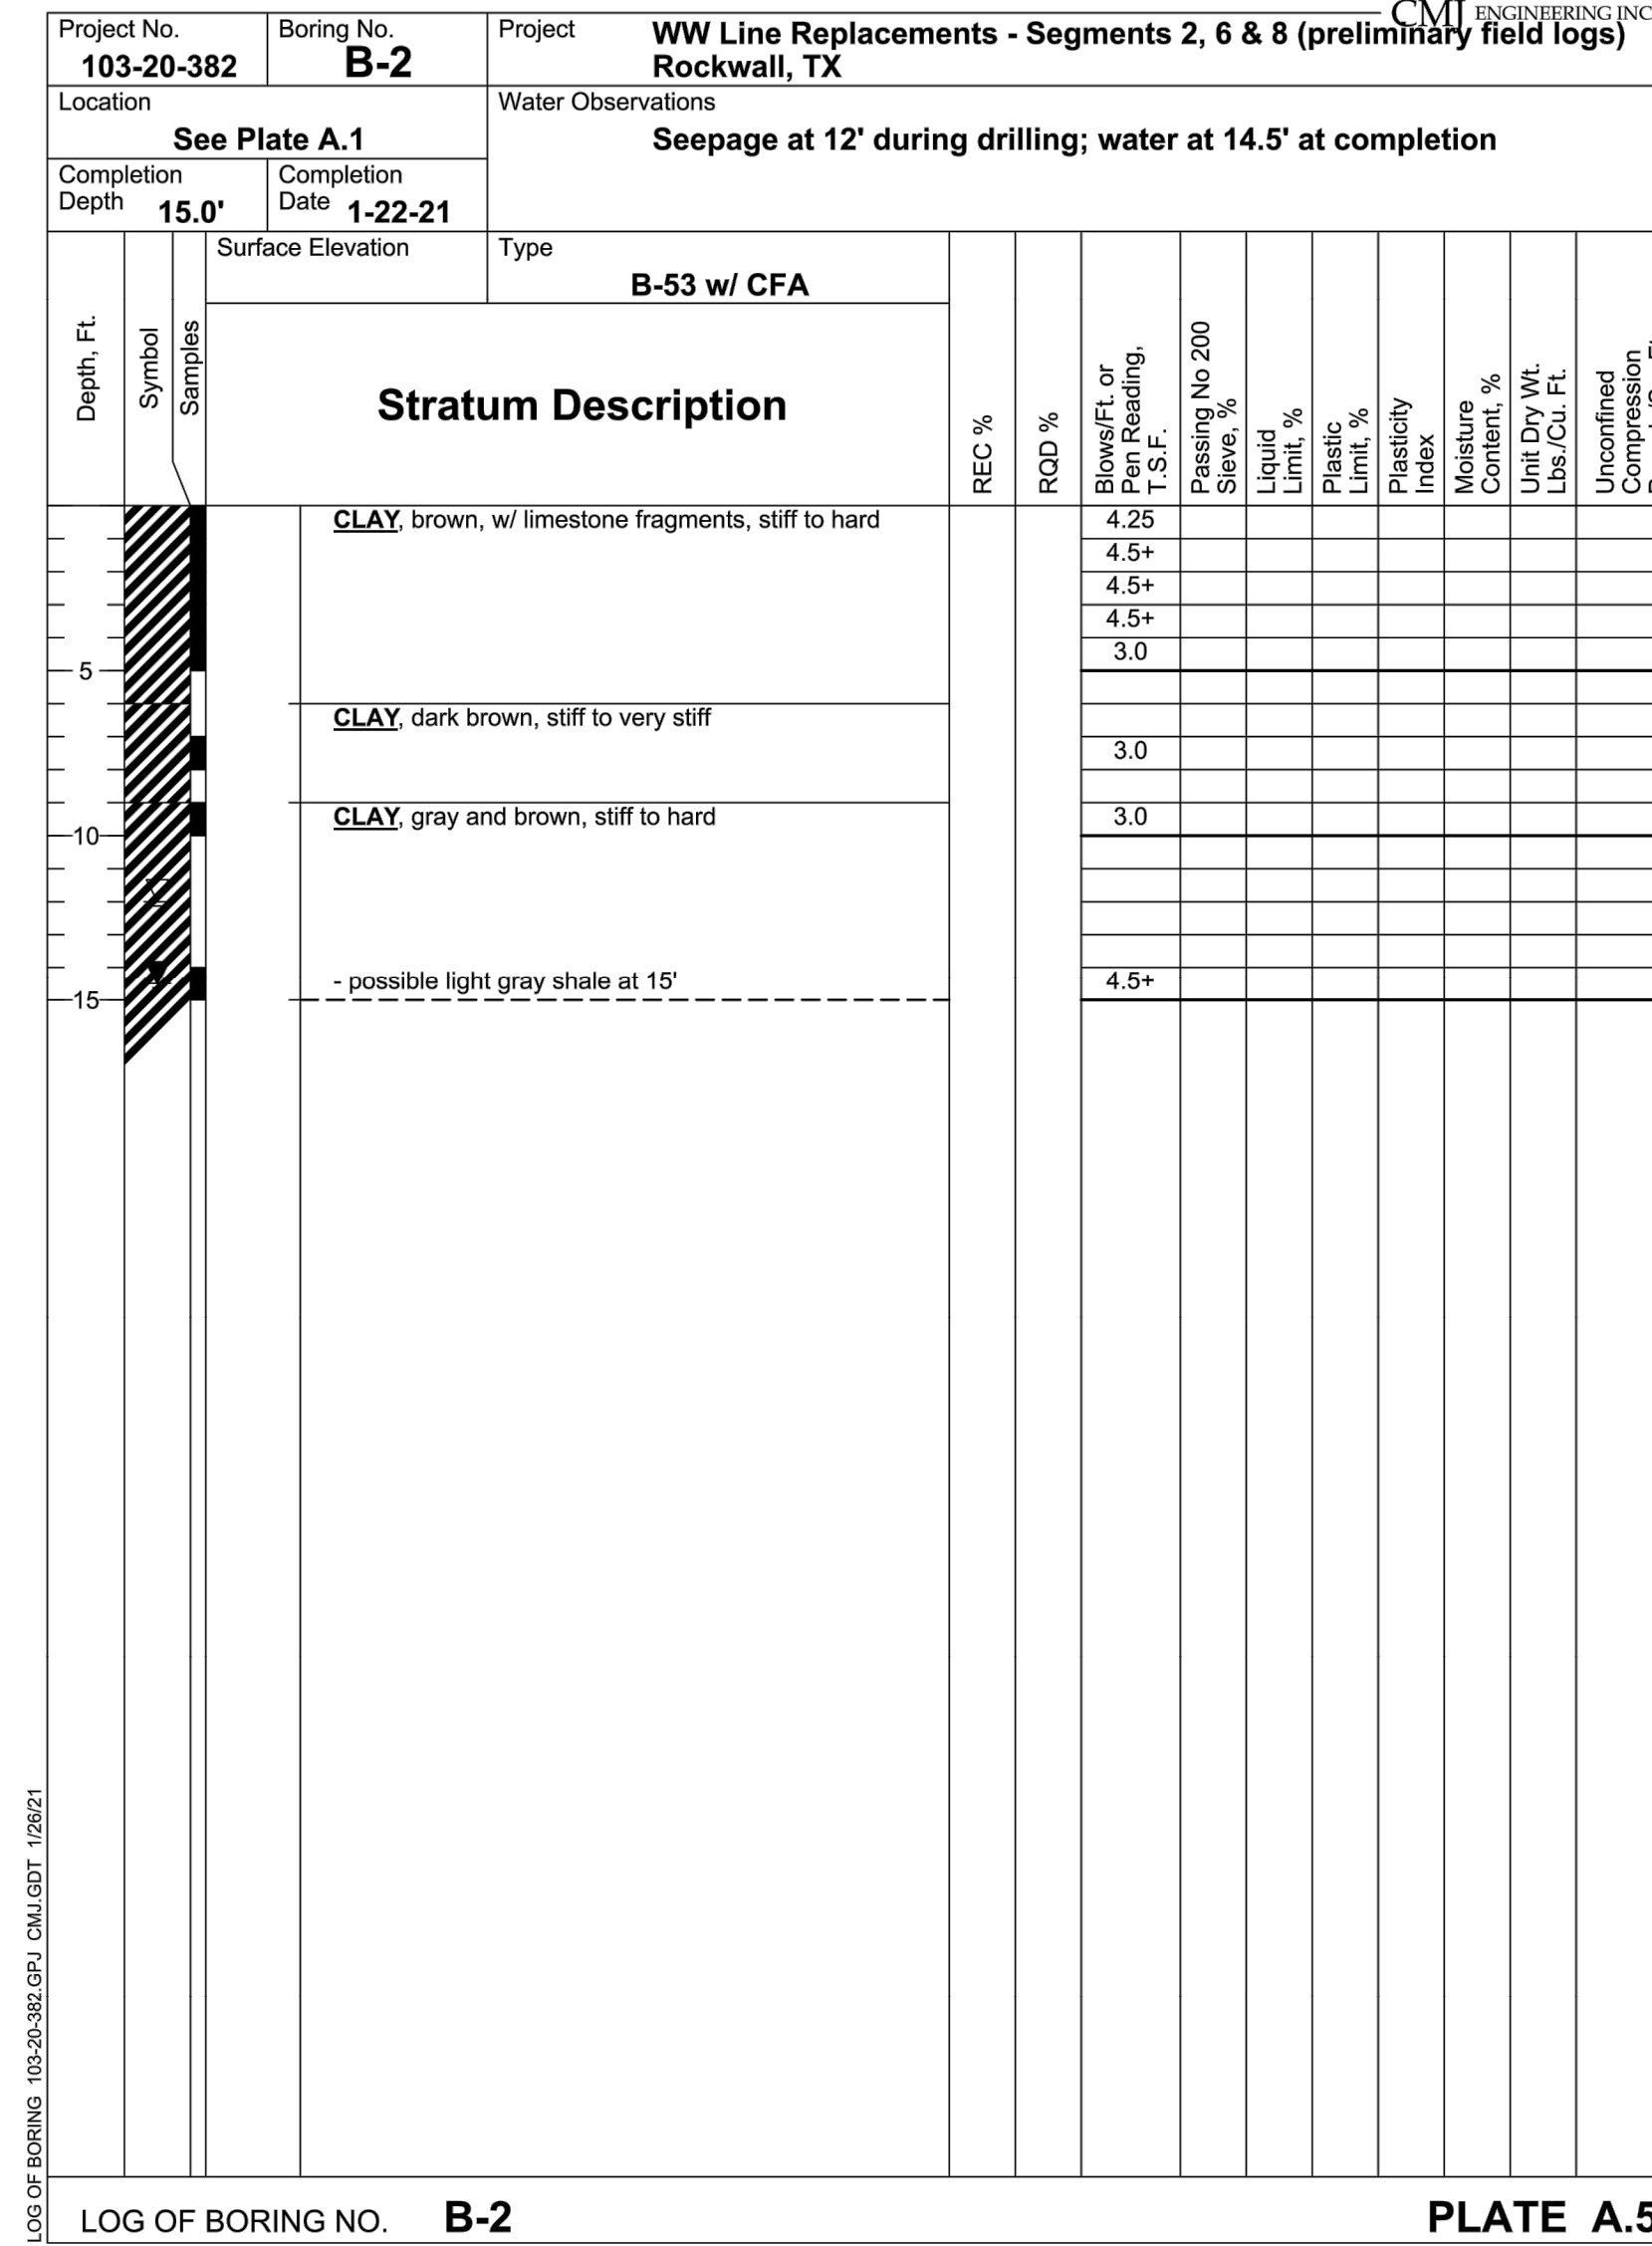 CMJ ENGINEERING INC
Project No.
103-20-382
Boring No.
B-2
Project
WW Line Replacements - Segments 2, 6 & 8 (preliminary field logs)
Rockwall, TX
Location
See Plate A.1
Water Observations
Seepage at 12' during drilling; water at 14.5' at completion
Completion
Depth 15.0'
Completion
Date 1-22-21
Surface Elevation
Type
B-53 w/ CFA
Depth, Ft.
Symbol
Samples
Stratum Description
REC %
RQD %
Blows/Ft. or
Pen Reading,
T.S.F.
Passing No 200
Sieve, %
Liquid
Limit, %
Plastic
Limit, %
Plasticity
Index
Moisture
Content, %
Unit Dry Wt.
Lbs./Cu. Ft.
Unconfined
Compression
CLAY, brown, w/ limestone fragments, stiff to hard
4.25
4.5+
4.5+
4.5+
3.0
5
CLAY, dark brown, stiff to very stiff
3.0
CLAY, gray and brown, stiff to hard
3.0
10
- possible light gray shale at 15'
4.5+
15
LOG OF BORING 103-20-382.GPJ CMJ.GDT 1/26/21
LOG OF BORING NO. B-2
PLATE A.5